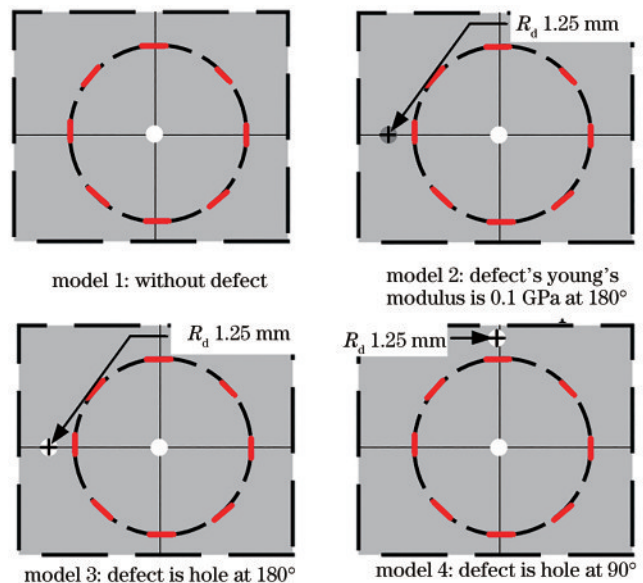 R_d 1.25 mm
model 1: without defect
model 2: defect's young's
modulus is 0.1 GPa at 180°
R_d 1.25 mm
R_d 1.25 mm
model 3: defect is hole at 180°
model 4: defect is hole at 90°